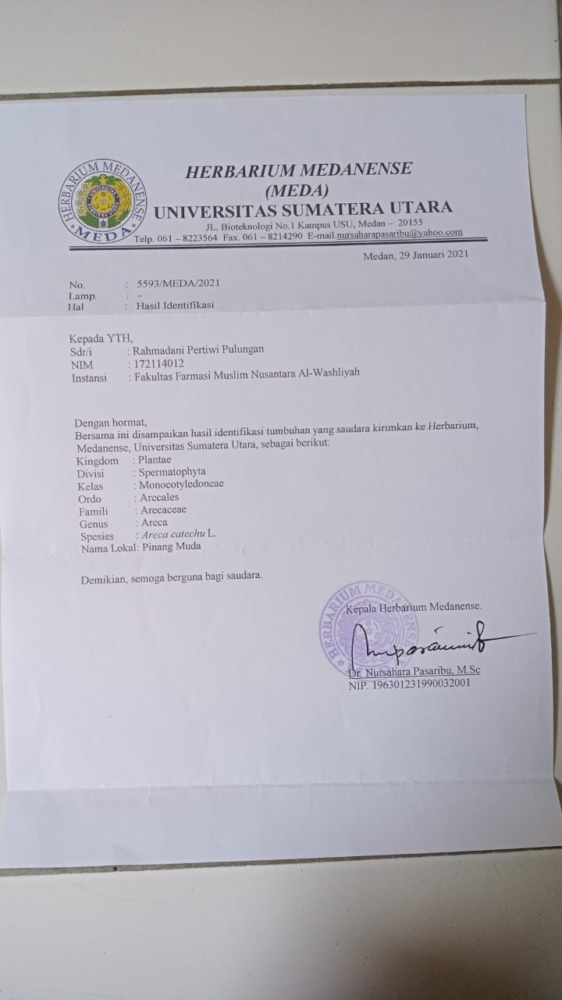 HERBARIUM MEDANENSE
MEDA
UNIVERSITAS
SUMATERA UTARA
HERBARIUM MEDANENSE
(MEDA)
UNIVERSITAS SUMATERA UTARA
JL. Bioteknologi No.1 Kampus USU, Medan – 20155
Telp. 061 – 8223564 Fax. 061 – 8214290 E-mail.nursaharapasaribu@yahoo.com
Medan, 29 Januari 2021
No. : 5593/MEDA/2021
Lamp. : -
Hal : Hasil Identifikasi
Kepada YTH,
Sdr/i : Rahmadani Pertiwi Pulungan
NIM : 172114012
Instansi : Fakultas Farmasi Muslim Nusantara Al-Washliyah
Dengan hormat,
Bersama ini disampaikan hasil identifikasi tumbuhan yang saudara kirimkan ke Herbarium,
Medanense, Universitas Sumatera Utara, sebagai berikut:
Kingdom : Plantae
Divisi : Spermatophyta
Kelas : Monocotyledoneae
Ordo : Arecales
Famili : Arecaceae
Genus : Areca
Spesies : Areca catechu L.
Nama Lokal: Pinang Muda
Demikian, semoga berguna bagi saudara.
HERBARIUM MEDANENSE
Kepala Herbarium Medanense.
Dr. Nursahara Pasaribu, M.Sc
NIP. 196301231990032001